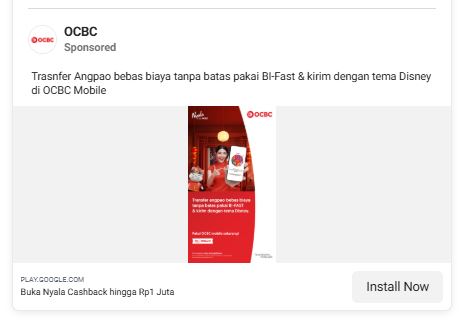 OCBC
Sponsored
Trasnfer Angpao bebas biaya tanpa batas pakai BI-Fast & kirim dengan tema Disney
di OCBC Mobile
OCBC
Nyala
OCBC
Transfer angpao bebas biaya
tanpa batas pakai BI-FAST
& kirim dengan tema Disney.
Pakai OCBC mobile sekarang!
PLAY.GOOGLE.COM
Buka Nyala Cashback hingga Rp1 Juta
Install Now